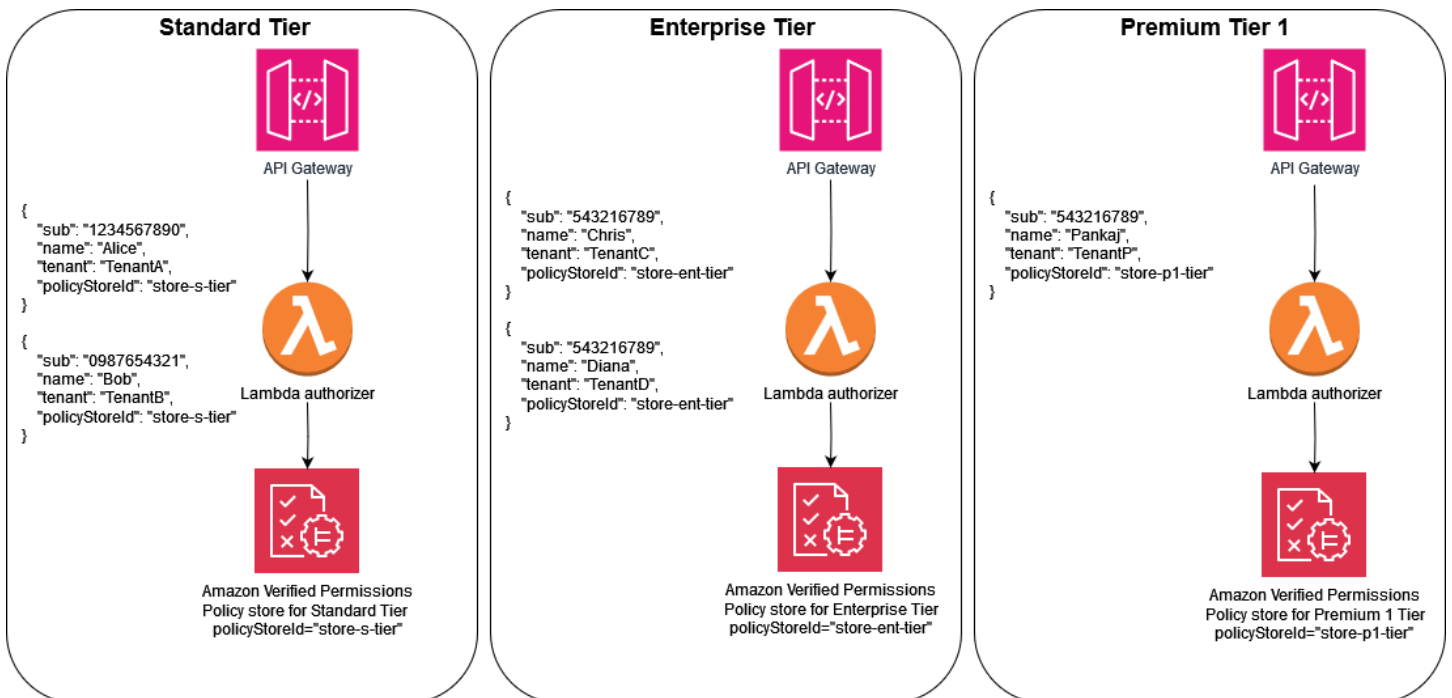 Standard Tier
API Gateway
{
"sub": "1234567890",
"name": "Alice",
"tenant": "TenantA",
"policyStoreId": "store-s-tier"
}
{
"sub": "0987654321",
"name": "Bob",
"tenant": "TenantB",
"policyStoreId": "store-s-tier"
}
Lambda authorizer
Amazon Verified Permissions
Policy store for Standard Tier
policyStoreId="store-s-tier"
Enterprise Tier
API Gateway
{
"sub": "543216789",
"name": "Chris",
"tenant": "TenantC",
"policyStoreId": "store-ent-tier"
}
{
"sub": "543216789",
"name": "Diana",
"tenant": "TenantD",
"policyStoreId": "store-ent-tier"
}
Lambda authorizer
Amazon Verified Permissions
Policy store for Enterprise Tier
policyStoreId="store-ent-tier"
Premium Tier 1
API Gateway
{
"sub": "543216789",
"name": "Pankaj",
"tenant": "TenantP",
"policyStoreId": "store-p1-tier"
}
Lambda authorizer
Amazon Verified Permissions
Policy store for Premium 1 Tier
policyStoreId="store-p1-tier"